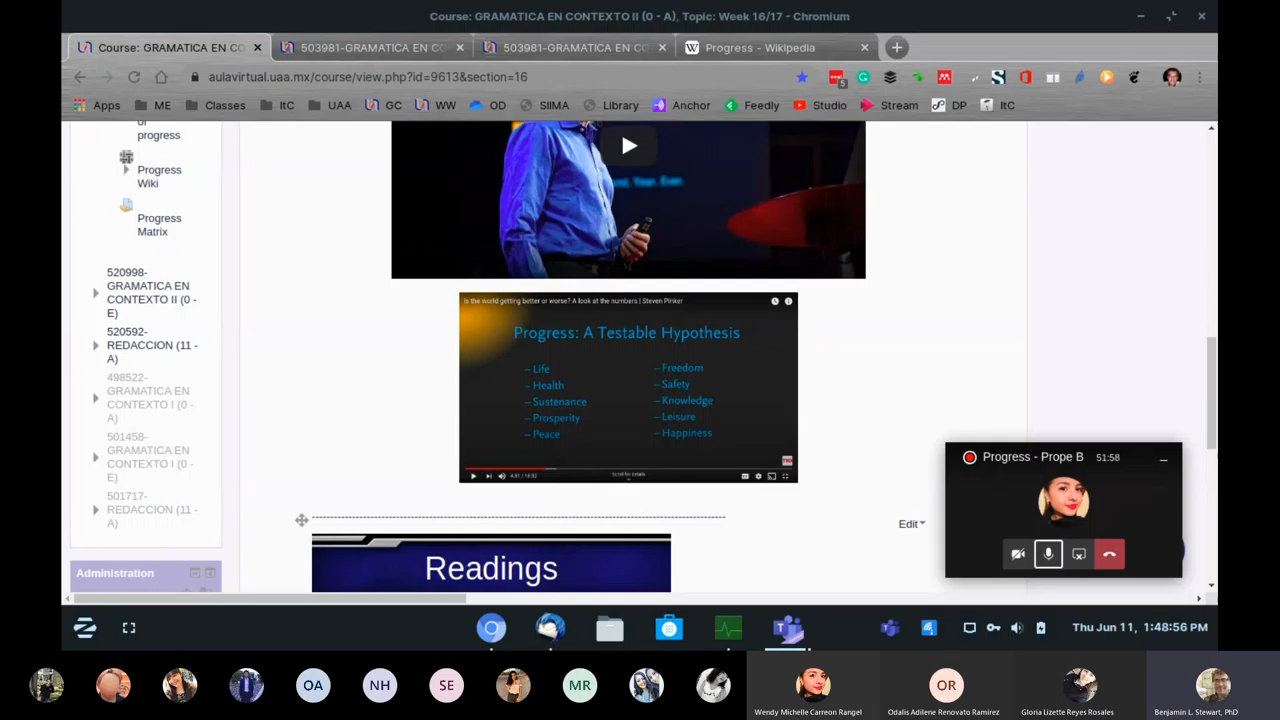 Course: GRAMATICA EN CONTEXTO II (0 - A), Topic: Week 16/17 - Chromium
Course: GRAMATICA EN CO
503981-GRAMATICA EN CO
503981-GRAMATICA EN CO
W Progress - Wikipedia
aulavirtual.uaa.mx/course/view.php?id=9613&section=16
5
Apps ME Classes ItC UAA GC WW OD SIIMA Library Anchor Feedly Studio Stream DP ItC
or
progress
Progress
Wiki
Progress
Matrix
520998-
GRAMATICA EN
CONTEXTO II (0 -
E)
520592-
REDACCION (11 -
A)
498522-
GRAMATICA EN
CONTEXTO I (0 -
A)
501458-
GRAMATICA EN
CONTEXTO I (0 -
E)
501717-
REDACCION (11 -
A)
Administration
Is the world getting better or worse? A look at the numbers | Steven Pinker
Progress: A Testable Hypothesis
– Life
– Health
– Sustenance
– Prosperity
– Peace
– Freedom
– Safety
– Knowledge
– Leisure
– Happiness
Scroll for details
Edit
Readings
Progress - Prope B 51:58
Thu Jun 11, 1:48:56 PM
OA
NH
SE
MR
OR
Wendy Michelle Carreon Rangel
Odalis Adilene Renovato Ramirez
Gloria Lizette Reyes Rosales
Benjamin L. Stewart, PhD